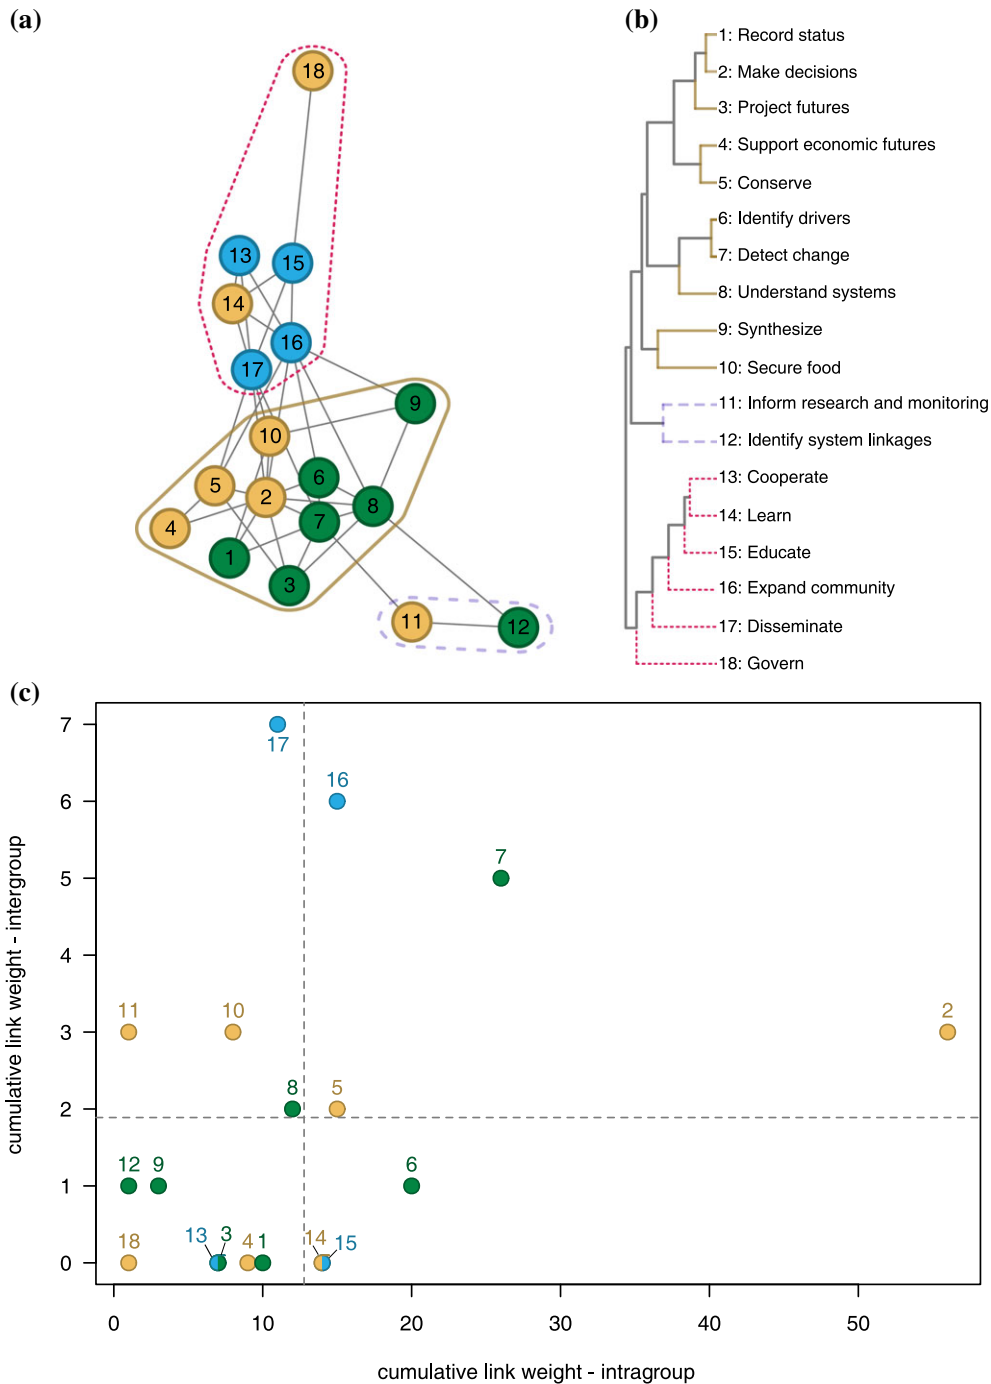 (a)
18
13
15
14
16
17
9
10
6
5
2
8
7
4
1
3
11
12
(b)
1: Record status
2: Make decisions
3: Project futures
4: Support economic futures
5: Conserve
6: Identify drivers
7: Detect change
8: Understand systems
9: Synthesize
10: Secure food
11: Inform research and monitoring
12: Identify system linkages
13: Cooperate
14: Learn
15: Educate
16: Expand community
17: Disseminate
18: Govern
(c)
cumulative link weight - intergroup
7
6
5
4
3
2
1
0
17
16
7
11
10
2
8
5
12
9
6
18
13
3
4
1
14
15
0
10
20
30
40
50
cumulative link weight - intragroup